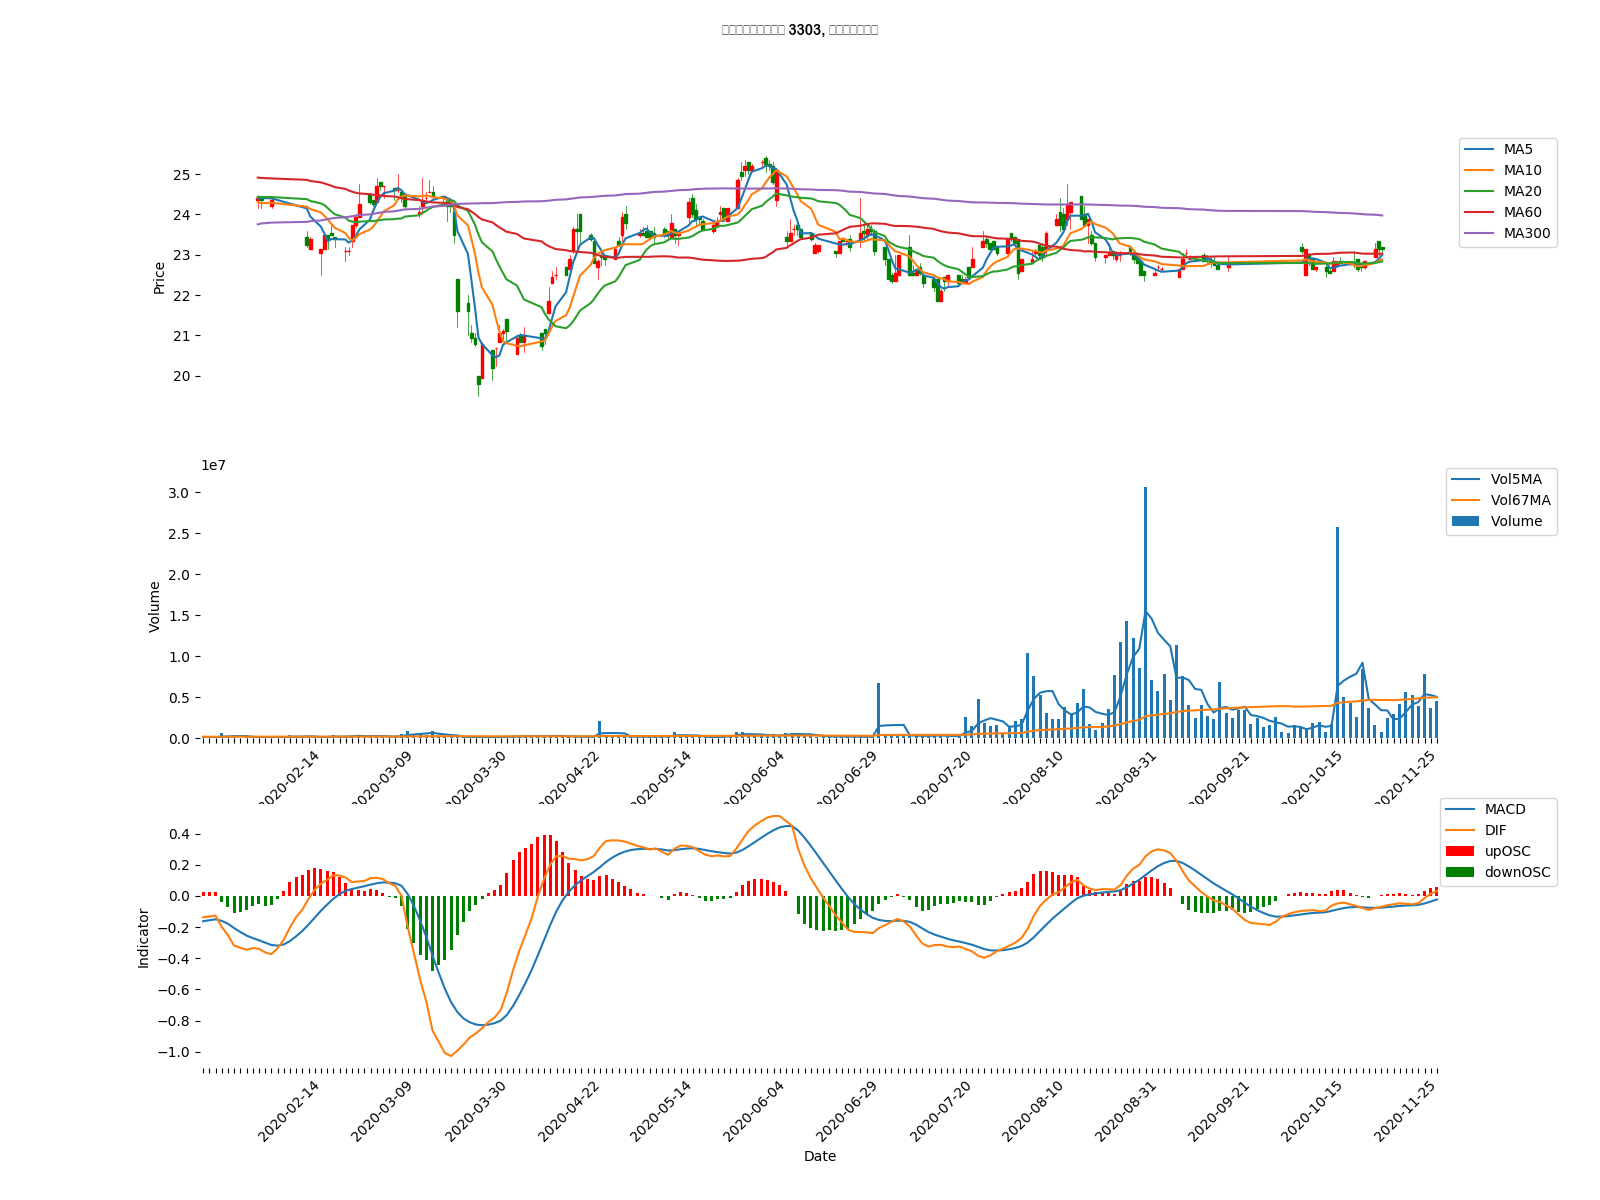 3303,
MA5
MA10
MA20
MA60
MA300
Price
25
24
23
22
21
20
1e7
Vol5MA
Vol67MA
Volume
Volume
3.0
2.5
2.0
1.5
1.0
0.5
0.0
2020-02-14 2020-03-09 2020-03-30 2020-04-22 2020-05-14 2020-06-04 2020-06-29 2020-07-20 2020-08-10 2020-08-31 2020-09-21 2020-10-15 2020-11-25
MACD
DIF
upOSC
downOSC
Indicator
0.4
0.2
0.0
−0.2
−0.4
−0.6
−0.8
−1.0
2020-02-14 2020-03-09 2020-03-30 2020-04-22 2020-05-14 2020-06-04 2020-06-29 2020-07-20 2020-08-10 2020-08-31 2020-09-21 2020-10-15 2020-11-25
Date